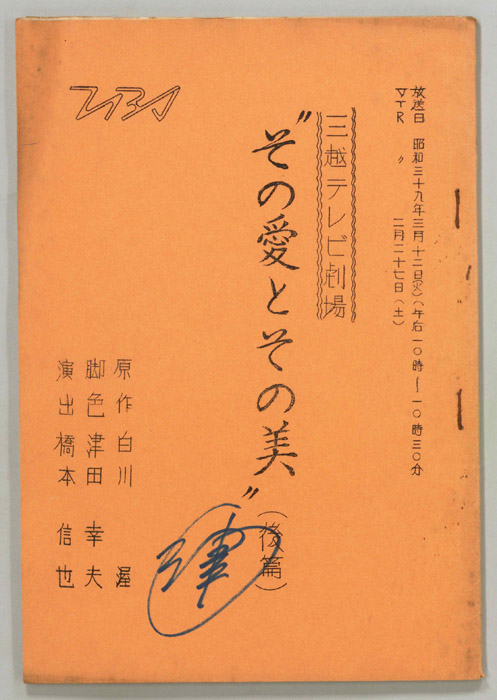 放送日　昭和三十九年三月十二日(火)(午后一〇時〜一〇時三〇分
VTR　〃　二月二十七日(土)
三越テレビ劇場
“その愛とその美”
(後篇)
TBS
原作　白川　渥
脚色　津田　幸夫
演出　橋本　信也